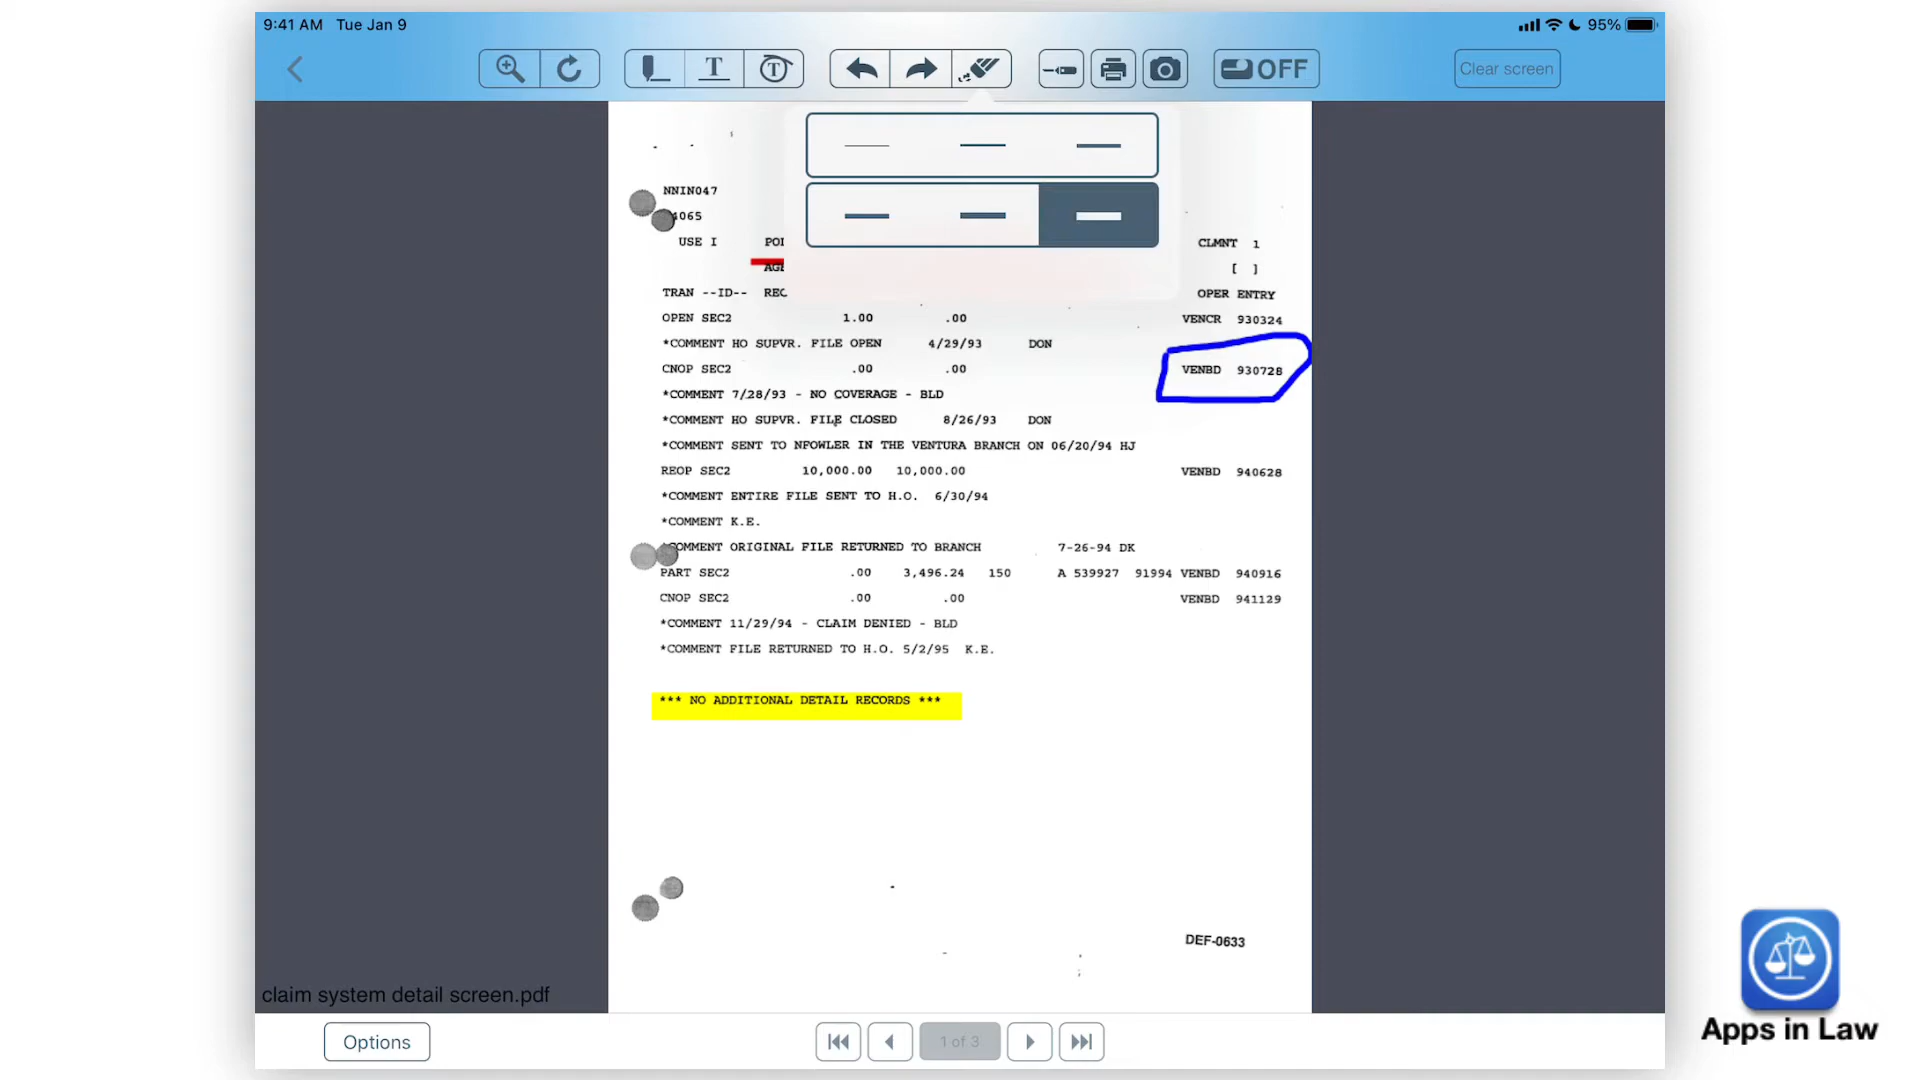 9:41 AM Tue Jan 9 95%
T T OFF Clear screen
NNIN047
4065
USE I CLMNT 1
[ ]
TRAN --ID-- REC OPER ENTRY
OPEN SEC2 1.00 .00 VENCR 930324
*COMMENT HO SUPVR. FILE OPEN 4/29/93 DON
CNOP SEC2 .00 .00 VENBD 930728
*COMMENT 7/28/93 - NO COVERAGE - BLD
*COMMENT HO SUPVR. FILE CLOSED 8/26/93 DON
*COMMENT SENT TO NFOWLER IN THE VENTURA BRANCH ON 06/20/94 HJ
REOP SEC2 10,000.00 10,000.00 VENBD 940628
*COMMENT ENTIRE FILE SENT TO H.O. 6/30/94
*COMMENT K.E.
COMMENT ORIGINAL FILE RETURNED TO BRANCH 7-26-94 DK
PART SEC2 .00 3,496.24 150 A 539927 91994 VENBD 940916
CNOP SEC2 .00 .00 VENBD 941129
*COMMENT 11/29/94 - CLAIM DENIED - BLD
*COMMENT FILE RETURNED TO H.O. 5/2/95 K.E.
*** NO ADDITIONAL DETAIL RECORDS ***
DEF-0633
claim system detail screen.pdf
Options 1 of 3
Apps in Law